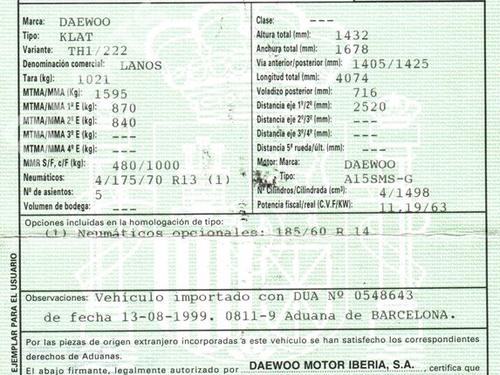 Marca: DAEWOO
Tipo: KLAT
Variante: TH1/222
Denominación comercial: LANOS
Tara (kg): 1021
MTMA/MMA (Kg): 1595
MTMA/MMA 1ª E (kg): 870
MTMA/MMA 2ª E (kg): 840
MTMA/MMA 3ª E (kg): ---
MTMA/MMA 4ª E (kg): ---
MMR S/F, c/F (kg): 480/1000
Neumáticos: 4/175/70 R13 (1)
Nº de asientos: 5
Volumen de bodega: ---
Clase: ---
Altura total (mm): 1432
Anchura total (mm): 1678
Vía anterior/posterior (mm): 1405/1425
Longitud total (mm): 4074
Voladizo posterior (mm): 716
Distancia eje 1º/2º (mm): 2520
Distancia eje 2º/3º (mm): ---
Distancia eje 3º/4º (mm): ---
Distancia 5ª rueda/últ. (mm): ---
Motor: Marca: DAEWOO
Tipo: A15SMS-G
Nº Cilindros/Cilindrada (cm³): 4/1498
Potencia fiscal/real (C.V.F/KW): 11,19/63
Opciones incluidas en la homologación de tipo:
(1) Neumáticos opcionales: 185/60 R 14
Observaciones: Vehículo importado con DUA Nº 0548643
de fecha 13-08-1999. 0811-9 Aduana de BARCELONA.
Por las piezas de origen extranjero incorporadas a este vehículo se han satisfecho los correspondientes
derechos de Aduanas.
El abajo firmante, legalmente autorizado por DAEWOO MOTOR IBERIA, S.A. , certifica que
EJEMPLAR PARA EL USUARIO